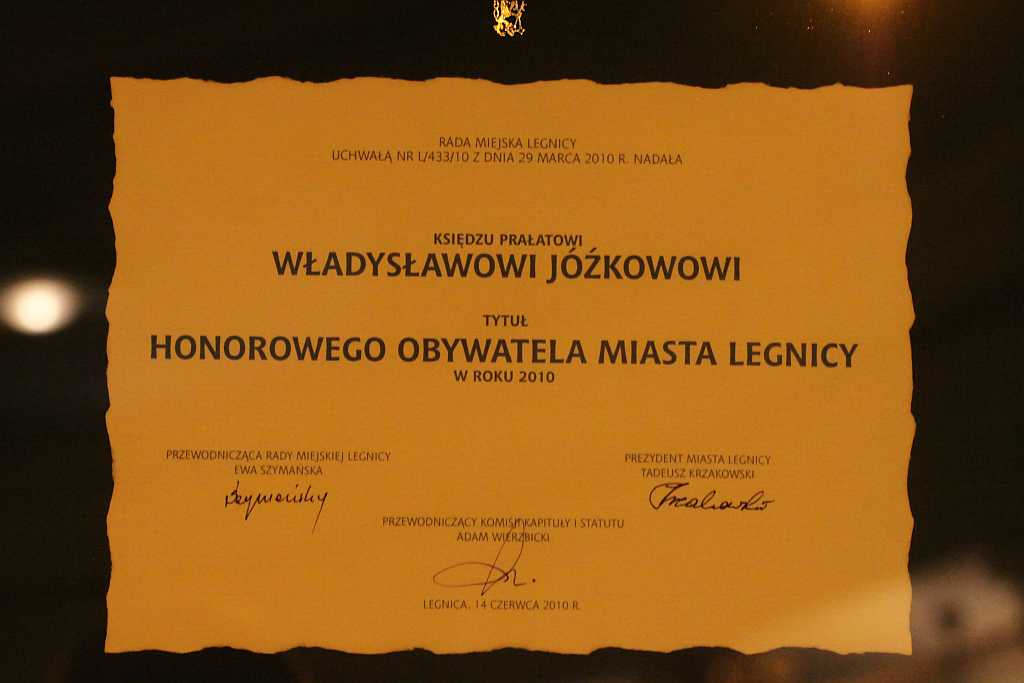 RADA MIEJSKA LEGNICY
UCHWAŁĄ NR L/433/10 Z DNIA 29 MARCA 2010 R. NADAŁA
KSIĘDZU PRAŁATOWI
WŁADYSŁAWOWI JÓŹKOWOWI
TYTUŁ
HONOROWEGO OBYWATELA MIASTA LEGNICY
W ROKU 2010
PRZEWODNICZĄCA RADY MIEJSKIEJ LEGNICY
EWA SZYMAŃSKA
PREZYDENT MIASTA LEGNICY
TADEUSZ KRZAKOWSKI
PRZEWODNICZĄCY KOMISJI KAPITUŁY I STATUTU
ADAM WIERZBICKI
LEGNICA, 14 CZERWCA 2010 R.